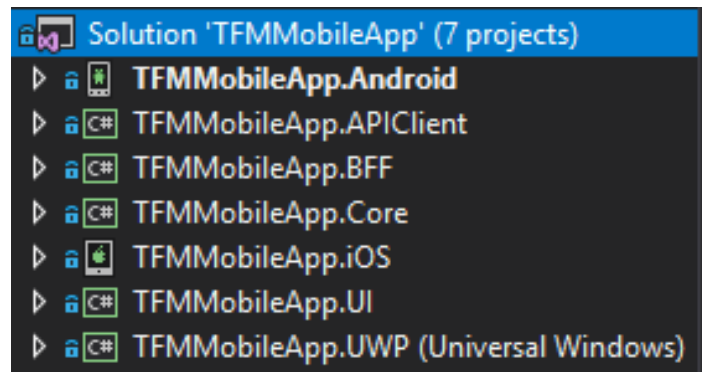 Solution 'TFMMobileApp' (7 projects)
TFMMobileApp.Android
C# TFMMobileApp.APIClient
C# TFMMobileApp.BFF
C# TFMMobileApp.Core
TFMMobileApp.iOS
C# TFMMobileApp.UI
C# TFMMobileApp.UWP (Universal Windows)